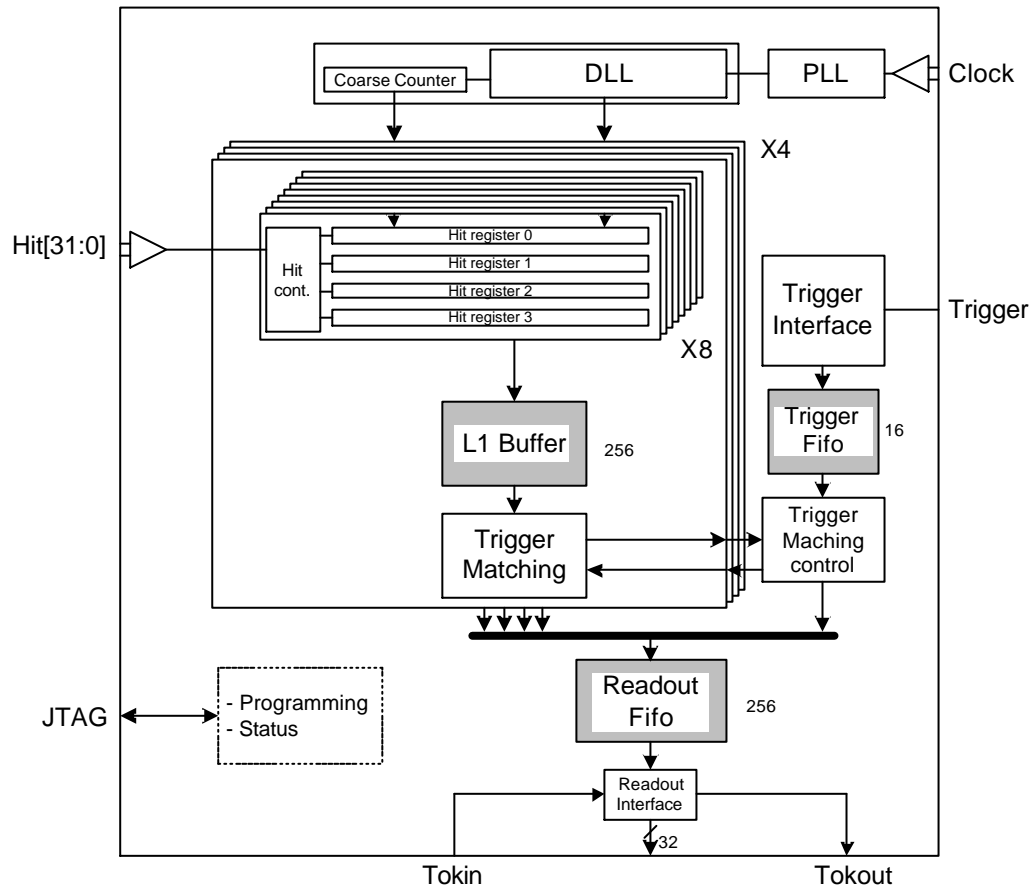 Coarse Counter
DLL
PLL
Clock
X4
Hit[31:0]
Hit
cont.
Hit register 0
Hit register 1
Hit register 2
Hit register 3
X8
Trigger
Interface
Trigger
L1 Buffer
256
Trigger
Fifo
16
Trigger
Matching
Trigger
Maching
control
Readout
Fifo
256
JTAG
- Programming
- Status
Readout
Interface
32
Tokin
Tokout